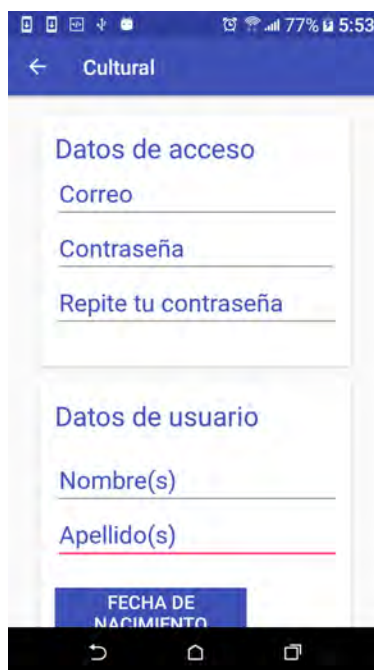 77% 5:53
Cultural
Datos de acceso
Correo
Contraseña
Repite tu contraseña
Datos de usuario
Nombre(s)
Apellido(s)
FECHA DE
NACIMIENTO